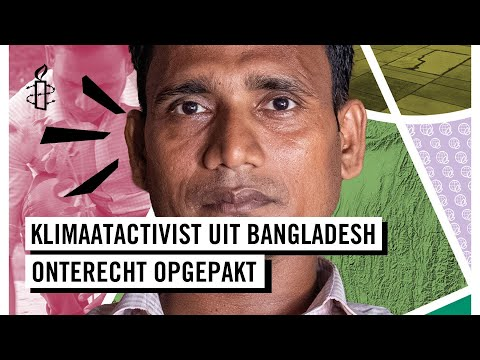 KLIMAATACTIVIST UIT BANGLADESH
ONTERECHT OPGEPAKT